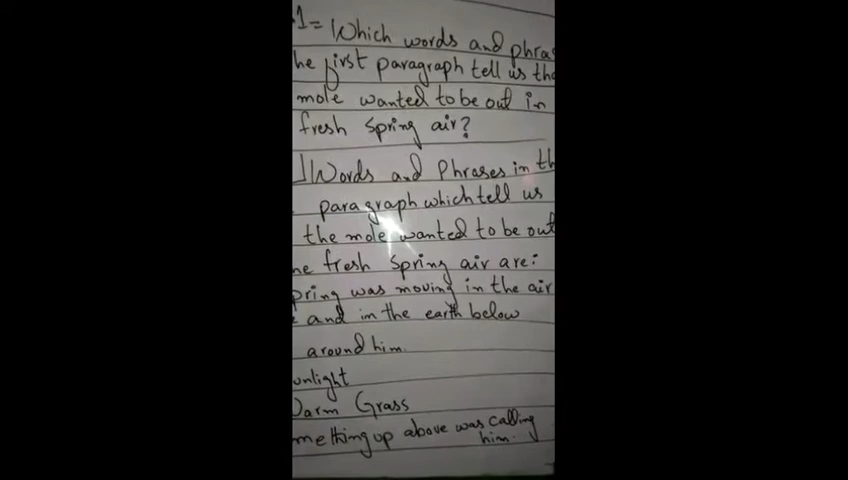 1= Which words and phra
he first paragraph tell us th
mole wanted to be out in
fresh Spring air?
Words and Phrases in th
paragraph which tell us
the mole wanted to be out
he fresh Spring air are:
pring was moving in the air
and in the earth below
around him.
unlight
arm Grass
mething up above was calling
him.